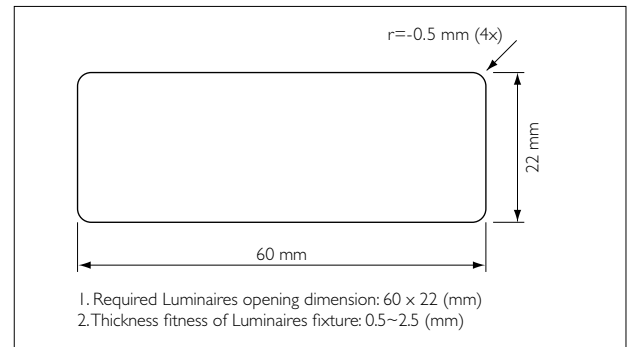 r=-0.5 mm (4x)
22 mm
60 mm
1. Required Luminaires opening dimension: 60 x 22 (mm)
2.Thickness fitness of Luminaires fixture: 0.5~2.5 (mm)